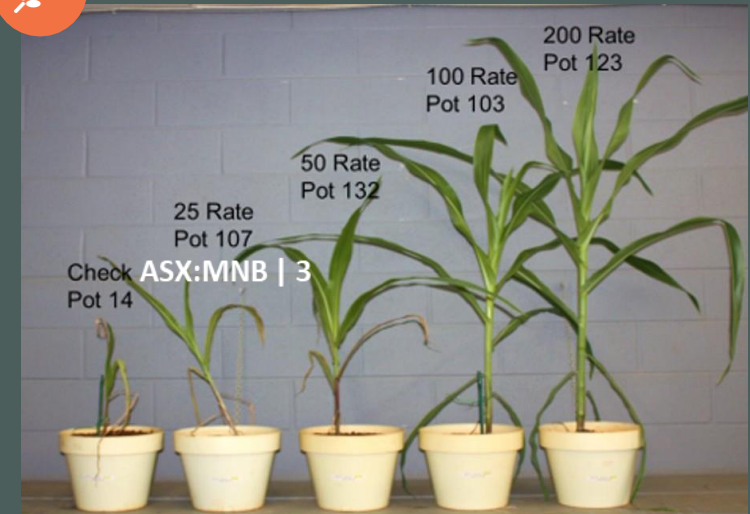 200 Rate
Pot 123
100 Rate
Pot 103
50 Rate
Pot 132
25 Rate
Pot 107
Check
Pot 14
ASX:MNB | 3